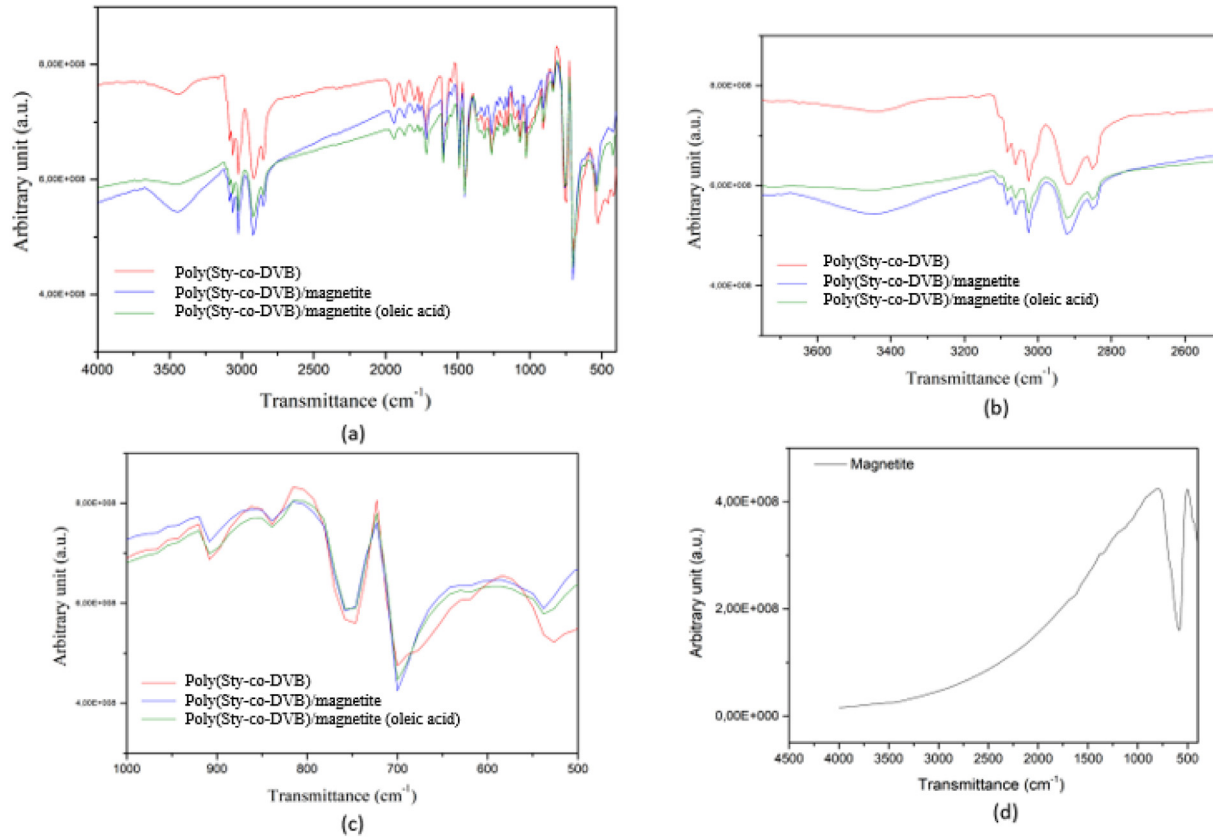 Arbitrary unit (a.u.)
8,00E+008
6,00E+008
4,00E+008
Poly(Sty-co-DVB)
Poly(Sty-co-DVB)/magnetite
Poly(Sty-co-DVB)/magnetite (oleic acid)
4000 3500 3000 2500 2000 1500 1000 500
Transmittance (cm-1)
(a)
Arbitrary unit (a.u.)
8,00E+008
6,00E+008
4,00E+008
Poly(Sty-co-DVB)
Poly(Sty-co-DVB)/magnetite
Poly(Sty-co-DVB)/magnetite (oleic acid)
3600 3400 3200 3000 2800 2600
Transmittance (cm-1)
(b)
Arbitrary unit (a.u.)
8,00E+008
6,00E+008
4,00E+008
Poly(Sty-co-DVB)
Poly(Sty-co-DVB)/magnetite
Poly(Sty-co-DVB)/magnetite (oleic acid)
1000 900 800 700 600 500
Transmittance (cm-1)
(c)
Magnetite
Arbitrary unit (a.u.)
4,00E+008
2,00E+008
0,00E+000
4500 4000 3500 3000 2500 2000 1500 1000 500
Transmittance (cm-1)
(d)